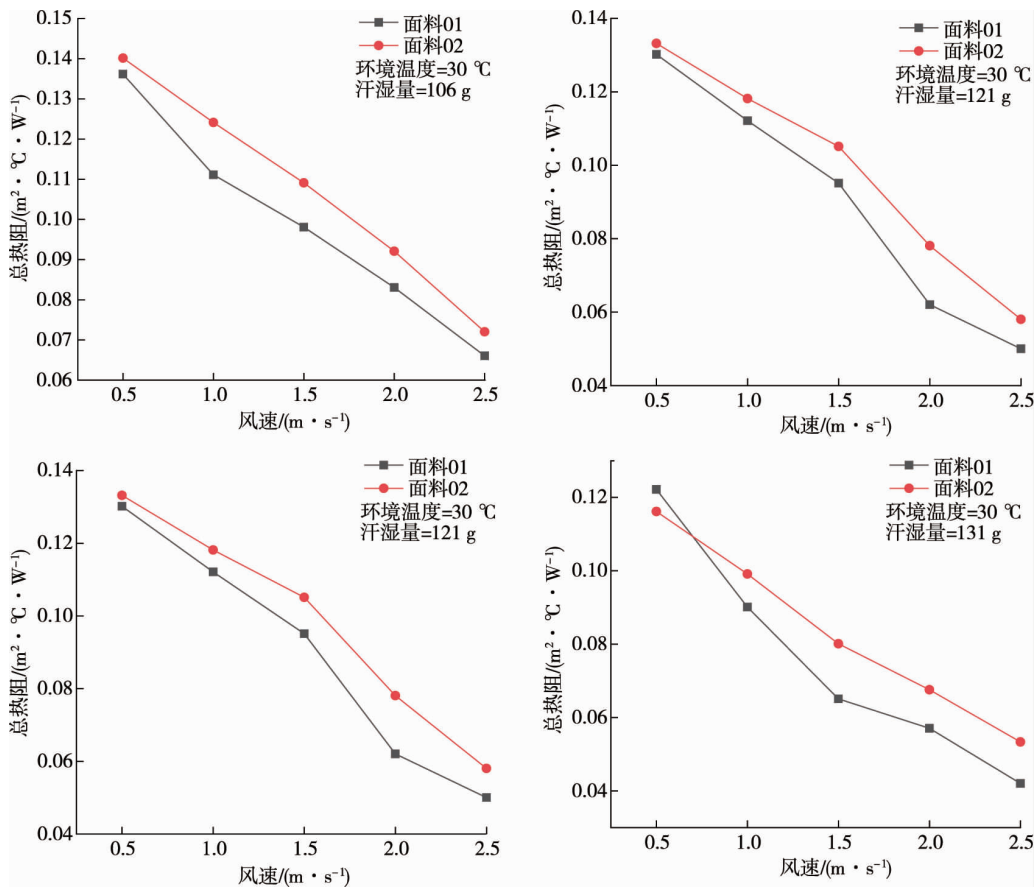 0.15
0.14
0.13
0.12
0.11
0.10
0.09
0.08
0.07
0.06
总热阻/(m²・℃・W⁻¹)
面料01
面料02
环境温度=30 ℃
汗湿量=106 g
0.5 1.0 1.5 2.0 2.5
风速/(m・s⁻¹)
0.14
0.12
0.10
0.08
0.06
0.04
总热阻/(m²・℃・W⁻¹)
面料01
面料02
环境温度=30 ℃
汗湿量=121 g
0.5 1.0 1.5 2.0 2.5
风速/(m・s⁻¹)
0.14
0.12
0.10
0.08
0.06
0.04
总热阻/(m²・℃・W⁻¹)
面料01
面料02
环境温度=30 ℃
汗湿量=121 g
0.5 1.0 1.5 2.0 2.5
风速/(m・s⁻¹)
0.12
0.10
0.08
0.06
0.04
总热阻/(m²・℃・W⁻¹)
面料01
面料02
环境温度=30 ℃
汗湿量=131 g
0.5 1.0 1.5 2.0 2.5
风速/(m・s⁻¹)